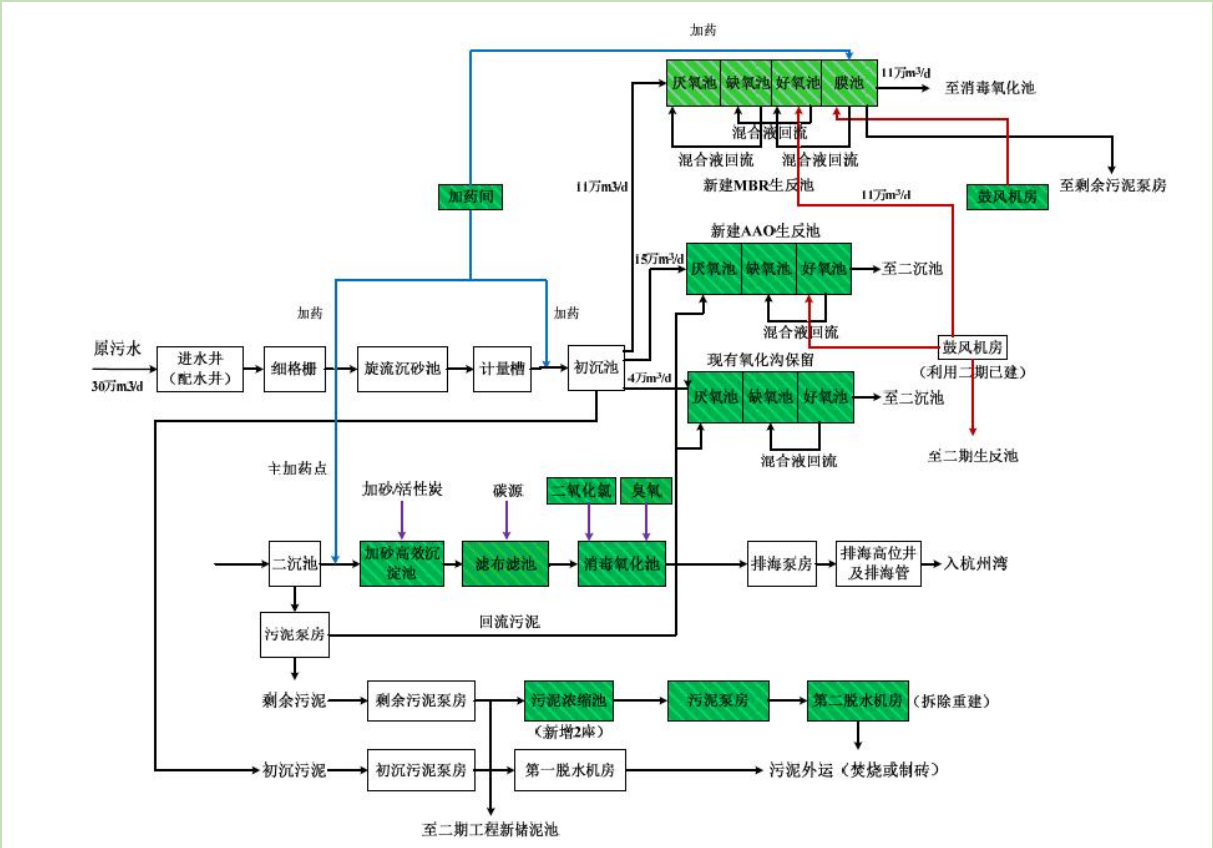 加药
厌氧池
缺氧池
好氧池
膜池
11万m³/d
至消毒氧化池
混合液回流
混合液回流
混合液回流
11万m3/d
新建MBR生反池
至剩余污泥泵房
加药间
11万m³/d
鼓风机房
新建AAO生反池
15万m³/d
厌氧池
缺氧池
好氧池
至二沉池
加药
加药
混合液回流
原污水
30万m3/d
进水井
(配水井)
细格栅
旋流沉砂池
计量槽
初沉池
鼓风机房
(利用二期已建)
现有氧化沟保留
4万m³/d
厌氧池
缺氧池
好氧池
至二沉池
混合液回流
至二期生反池
主加药点
加砂/活性炭
碳源
二氧化氯
臭氧
二沉池
加砂高效沉
淀池
滤布滤池
消毒氧化池
排海泵房
排海高位井
及排海管
入杭州湾
污泥泵房
回流污泥
剩余污泥
剩余污泥泵房
污泥浓缩池
(新增2座)
污泥泵房
第二脱水机房
(拆除重建)
初沉污泥
初沉污泥泵房
第一脱水机房
污泥外运(焚烧或制砖)
至二期工程新储泥池